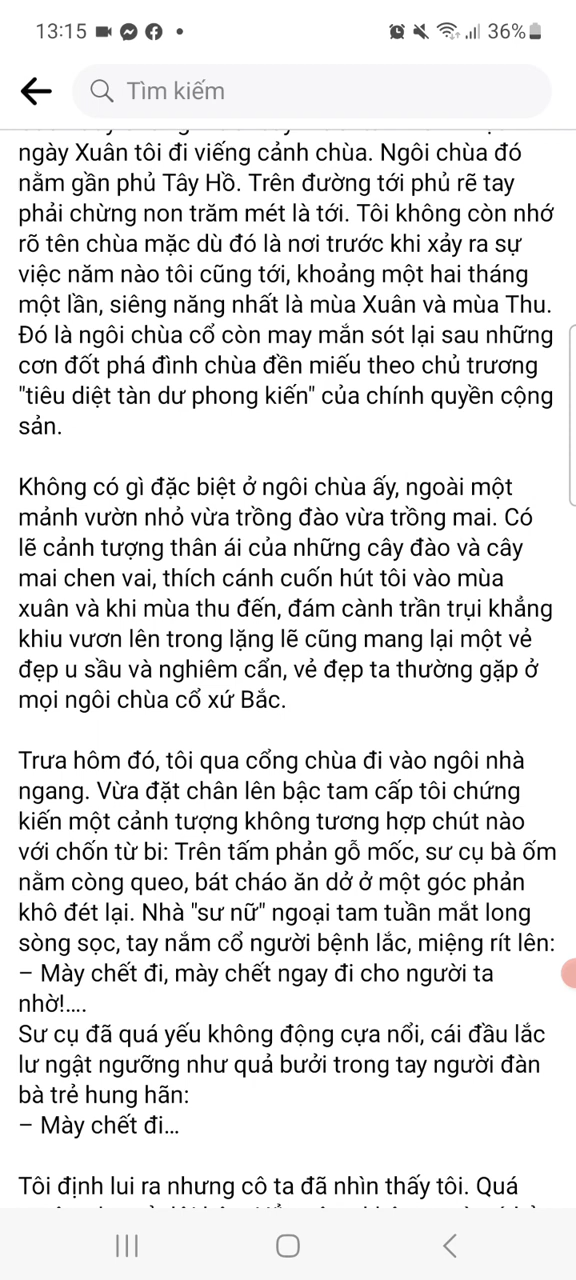 13:15
36%
Tìm kiếm
ngày Xuân tôi đi viếng cảnh chùa. Ngôi chùa đó
nằm gần phủ Tây Hồ. Trên đường tới phủ rẽ tay
phải chừng non trăm mét là tới. Tôi không còn nhớ
rõ tên chùa mặc dù đó là nơi trước khi xảy ra sự
việc năm nào tôi cũng tới, khoảng một hai tháng
một lần, siêng năng nhất là mùa Xuân và mùa Thu.
Đó là ngôi chùa cổ còn may mắn sót lại sau những
cơn đốt phá đình chùa đền miếu theo chủ trương
"tiêu diệt tàn dư phong kiến" của chính quyền cộng
sản.
Không có gì đặc biệt ở ngôi chùa ấy, ngoài một
mảnh vườn nhỏ vừa trồng đào vừa trồng mai. Có
lẽ cảnh tượng thân ái của những cây đào và cây
mai chen vai, thích cánh cuốn hút tôi vào mùa
xuân và khi mùa thu đến, đám cành trần trụi khẳng
khiu vươn lên trong lặng lẽ cũng mang lại một vẻ
đẹp u sầu và nghiêm cẩn, vẻ đẹp ta thường gặp ở
mọi ngôi chùa cổ xứ Bắc.
Trưa hôm đó, tôi qua cổng chùa đi vào ngôi nhà
ngang. Vừa đặt chân lên bậc tam cấp tôi chứng
kiến một cảnh tượng không tương hợp chút nào
với chốn từ bi: Trên tấm phản gỗ mốc, sư cụ bà ốm
nằm còng queo, bát cháo ăn dở ở một góc phản
khô đét lại. Nhà "sư nữ" ngoại tam tuần mắt long
sòng sọc, tay nắm cổ người bệnh lắc, miệng rít lên:
– Mày chết đi, mày chết ngay đi cho người ta
nhờ!....
Sư cụ đã quá yếu không động cựa nổi, cái đầu lắc
lư ngật ngưỡng như quả bưởi trong tay người đàn
bà trẻ hung hãn:
– Mày chết đi...
Tôi định lui ra nhưng cô ta đã nhìn thấy tôi. Quá